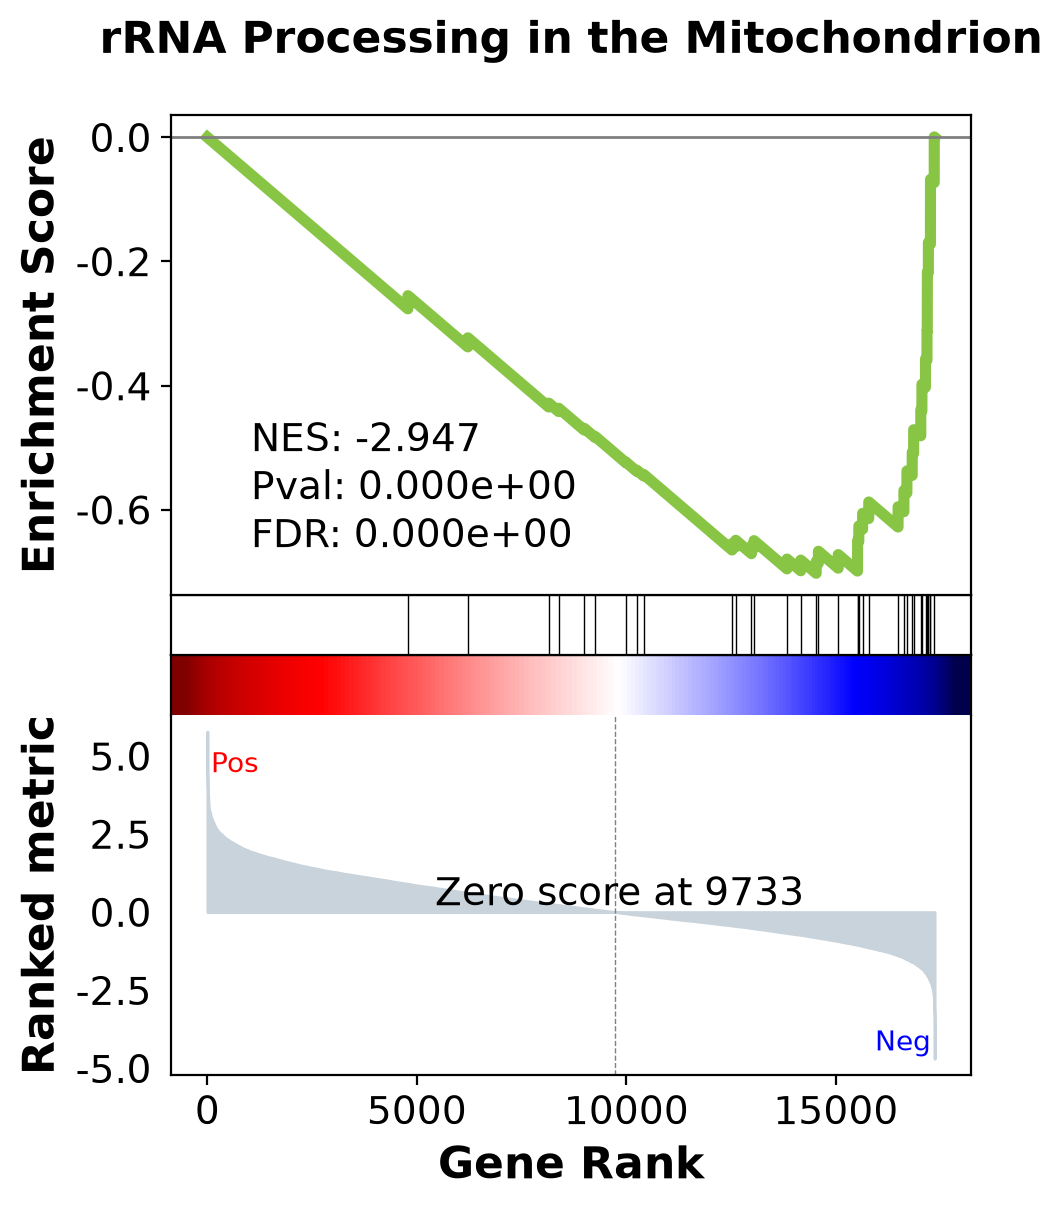 rRNA Processing in the Mitochondrion
Enrichment Score
0.0
-0.2
-0.4
-0.6
NES: -2.947
Pval: 0.000e+00
FDR: 0.000e+00
Ranked metric
5.0
2.5
0.0
-2.5
-5.0
Pos
Zero score at 9733
Neg
0 5000 10000 15000
Gene Rank